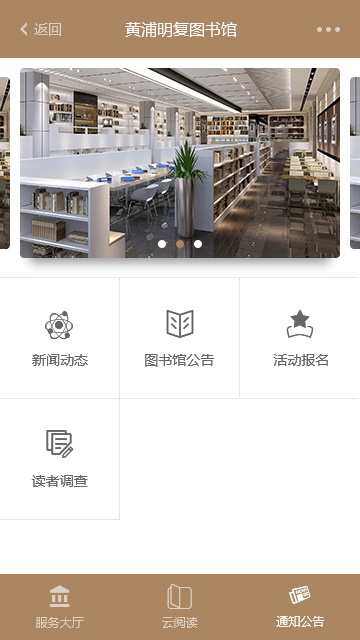 返回
黄浦明复图书馆
新闻动态
图书馆公告
活动报名
读者调查
服务大厅
云阅读
通知公告